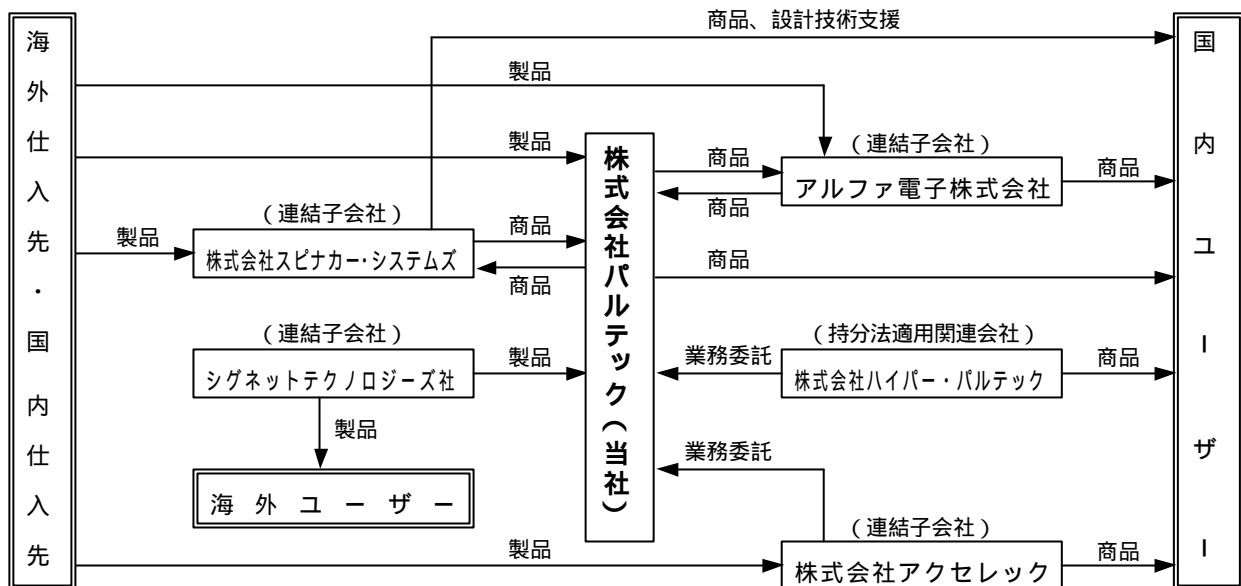 商品、設計技術支援
海外仕入先・国内仕入先
製品
製品
(連結子会社)
アルファ電子株式会社
商品
商品
商品
(連結子会社)
株式会社スピナカー・システムズ
製品
商品
商品
株式会社パルテック(当社)
商品
国内ユーザー
(連結子会社)
シグネットテクノロジーズ社
製品
製品
海外ユーザー
(持分法適用関連会社)
株式会社ハイパー・パルテック
業務委託
商品
業務委託
(連結子会社)
株式会社アクセレック
製品
商品